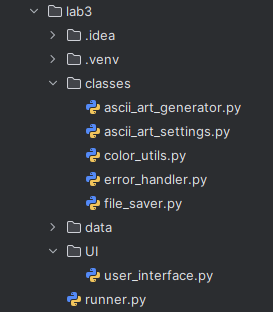 lab3
.idea
.venv
classes
ascii_art_generator.py
ascii_art_settings.py
color_utils.py
error_handler.py
file_saver.py
data
UI
user_interface.py
runner.py